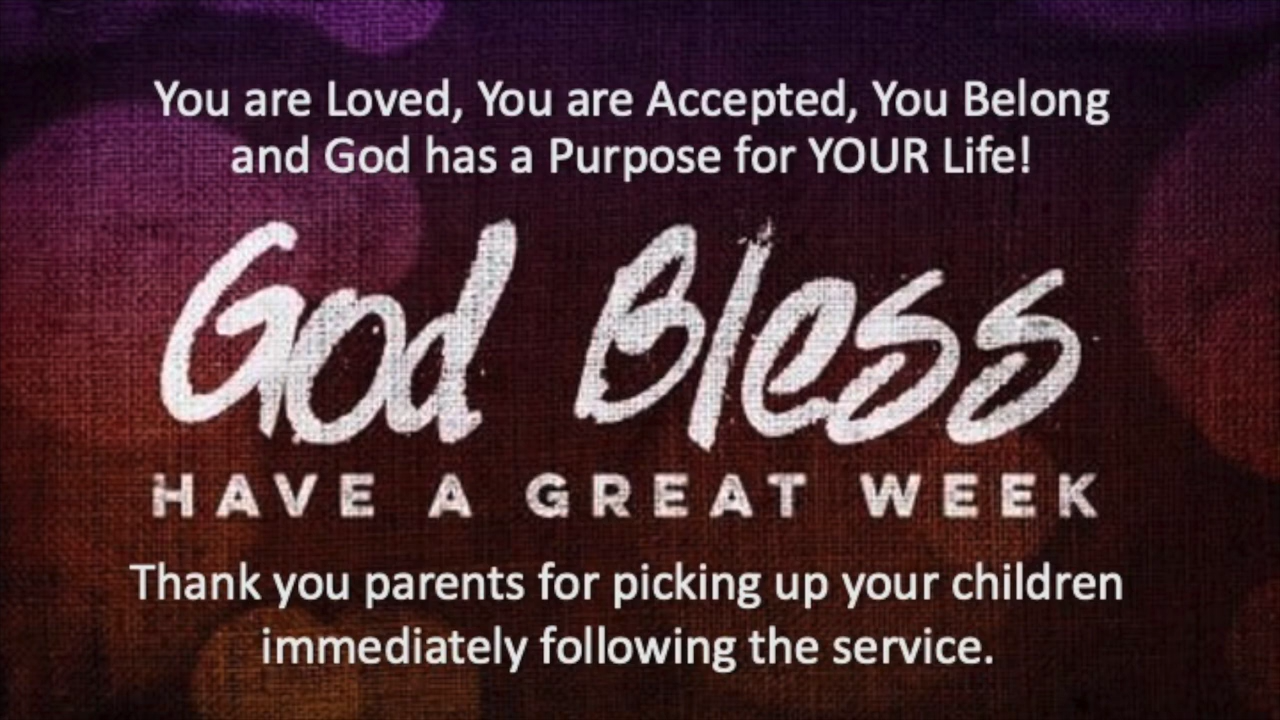 You are Loved, You are Accepted, You Belong
and God has a Purpose for YOUR Life!
God Bless
HAVE A GREAT WEEK
Thank you parents for picking up your children
immediately following the service.